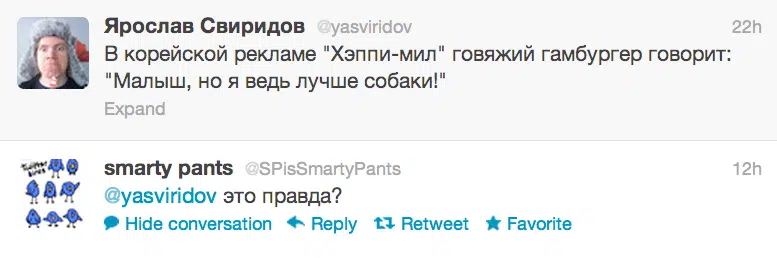 Ярослав Свиридов @yasviridov 22h
В корейской рекламе "Хэппи-мил" говяжий гамбургер говорит:
"Малыш, но я ведь лучше собаки!"
Expand
smarty pants @SPisSmartyPants 12h
@yasviridov это правда?
Hide conversation Reply Retweet Favorite